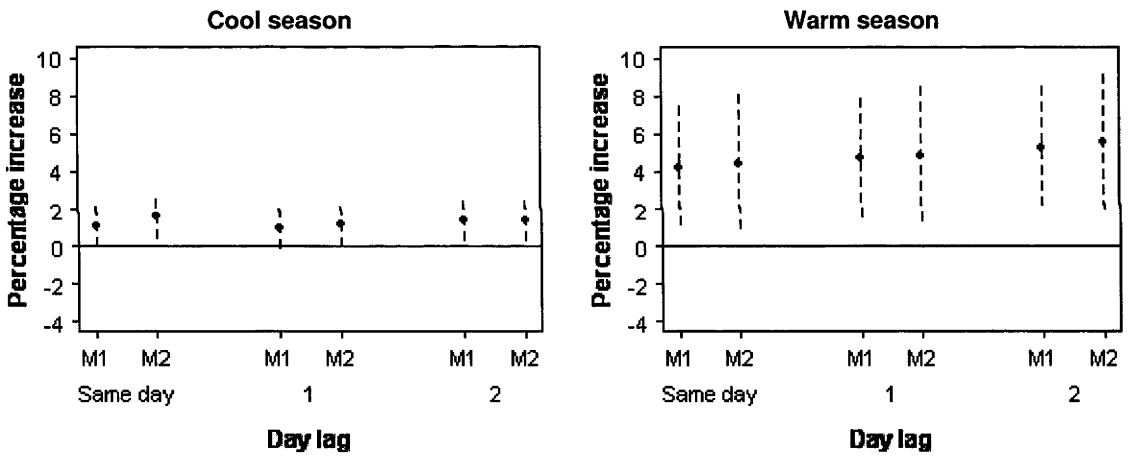 Cool season
Percentage increase
10
8
6
4
2
0
-2
-4
M1 M2 M1 M2 M1 M2
Same day 1 2
Day lag
Warm season
Percentage increase
10
8
6
4
2
0
-2
-4
M1 M2 M1 M2 M1 M2
Same day 1 2
Day lag